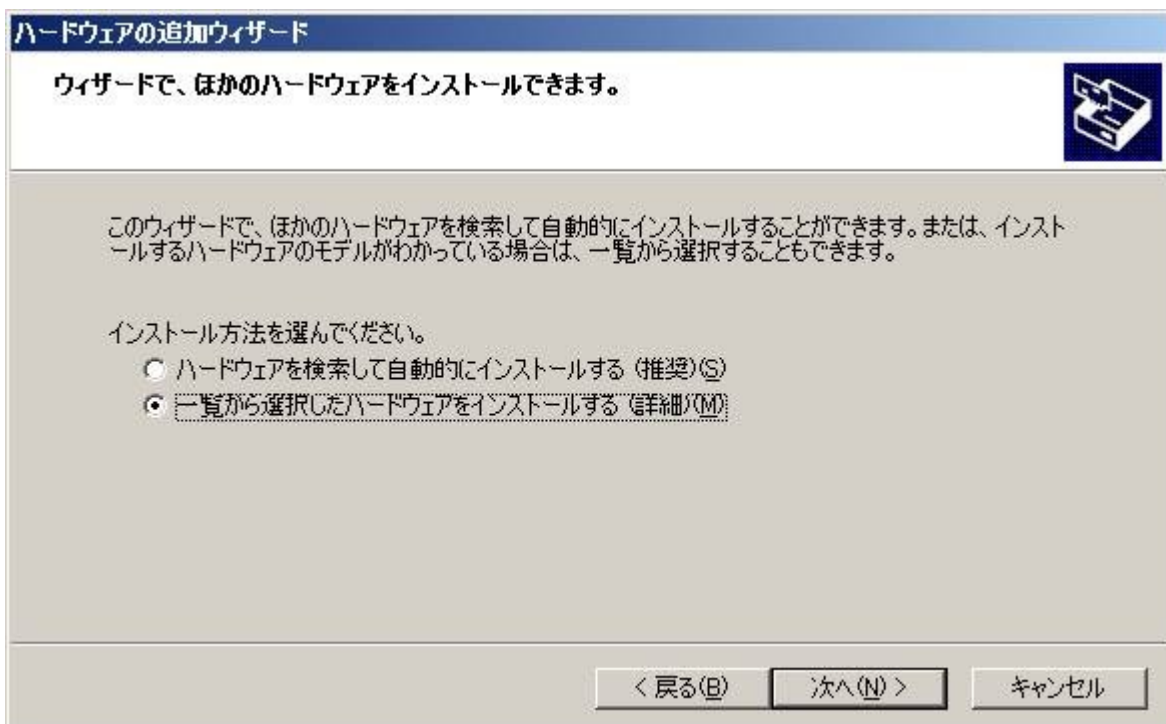 ハードウェアの追加ウィザード
ウィザードで、ほかのハードウェアをインストールできます。
このウィザードで、ほかのハードウェアを検索して自動的にインストールすることができます。または、インスト
ールするハードウェアのモデルがわかっている場合は、一覧から選択することもできます。
インストール方法を選んでください。
ハードウェアを検索して自動的にインストールする (推奨)(S)
一覧から選択したハードウェアをインストールする (詳細)(M)
< 戻る(B)
次へ(N) >
キャンセル